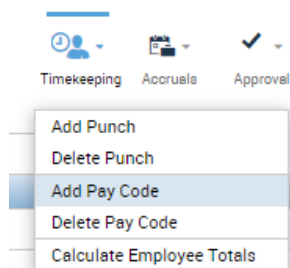 Timekeeping Accruals Approval
Add Punch
Delete Punch
Add Pay Code
Delete Pay Code
Calculate Employee Totals